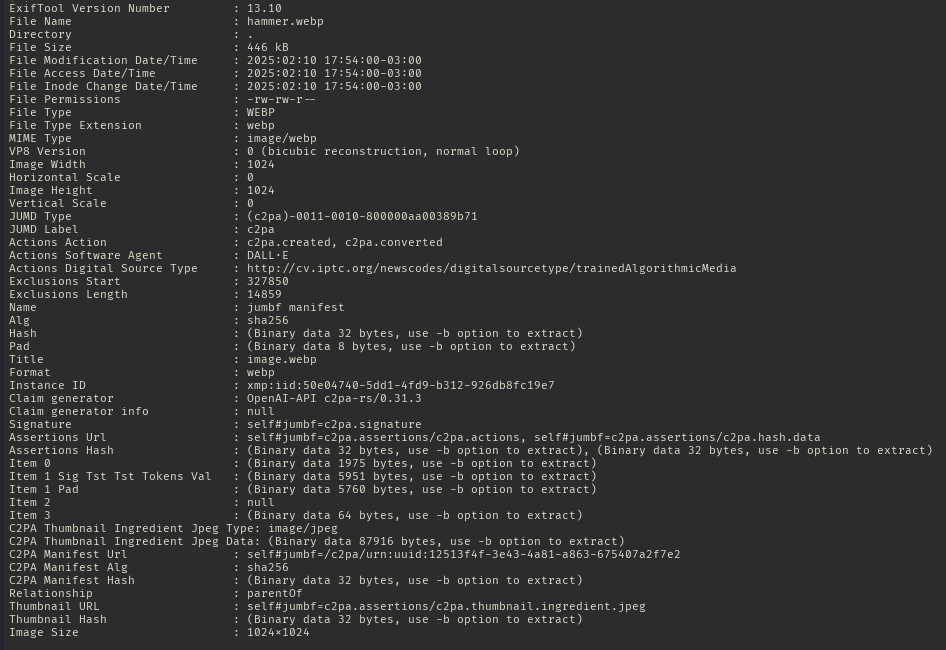 ExifTool Version Number         : 13.10
File Name                       : hammer.webp
Directory                       : .
File Size                       : 446 kB
File Modification Date/Time     : 2025:02:10 17:54:00-03:00
File Access Date/Time           : 2025:02:10 17:54:00-03:00
File Inode Change Date/Time     : 2025:02:10 17:54:00-03:00
File Permissions                : -rw-rw-r--
File Type                       : WEBP
File Type Extension             : webp
MIME Type                       : image/webp
VP8 Version                     : 0 (bicubic reconstruction, normal loop)
Image Width                     : 1024
Horizontal Scale                : 0
Image Height                    : 1024
Vertical Scale                  : 0
JUMD Type                       : (c2pa)-0011-0010-800000aa00389b71
JUMD Label                      : c2pa
Actions Action                  : c2pa.created, c2pa.converted
Actions Software Agent          : DALL·E
Actions Digital Source Type     : http://cv.iptc.org/newscodes/digitalsourcetype/trainedAlgorithmicMedia
Exclusions Start                : 327850
Exclusions Length               : 14859
Name                            : jumbf manifest
Alg                             : sha256
Hash                            : (Binary data 32 bytes, use -b option to extract)
Pad                             : (Binary data 8 bytes, use -b option to extract)
Title                           : image.webp
Format                          : webp
Instance ID                     : xmp:iid:50e04740-5dd1-4fd9-b312-926db8fc19e7
Claim generator                 : OpenAI-API c2pa-rs/0.31.3
Claim generator info            : null
Signature                       : self#jumbf=c2pa.signature
Assertions Url                  : self#jumbf=c2pa.assertions/c2pa.actions, self#jumbf=c2pa.assertions/c2pa.hash.data
Assertions Hash                 : (Binary data 32 bytes, use -b option to extract), (Binary data 32 bytes, use -b option to extract)
Item 0                          : (Binary data 1975 bytes, use -b option to extract)
Item 1 Sig Tst Tst Tokens Val   : (Binary data 5951 bytes, use -b option to extract)
Item 1 Pad                      : (Binary data 5760 bytes, use -b option to extract)
Item 2                          : null
Item 3                          : (Binary data 64 bytes, use -b option to extract)
C2PA Thumbnail Ingredient Jpeg Type: image/jpeg
C2PA Thumbnail Ingredient Jpeg Data: (Binary data 87916 bytes, use -b option to extract)
C2PA Manifest Url               : self#jumbf=/c2pa/urn:uuid:12513f4f-3e43-4a81-a863-675407a2f7e2
C2PA Manifest Alg               : sha256
C2PA Manifest Hash              : (Binary data 32 bytes, use -b option to extract)
Relationship                    : parentOf
Thumbnail URL                   : self#jumbf=c2pa.assertions/c2pa.thumbnail.ingredient.jpeg
Thumbnail Hash                  : (Binary data 32 bytes, use -b option to extract)
Image Size                      : 1024×1024